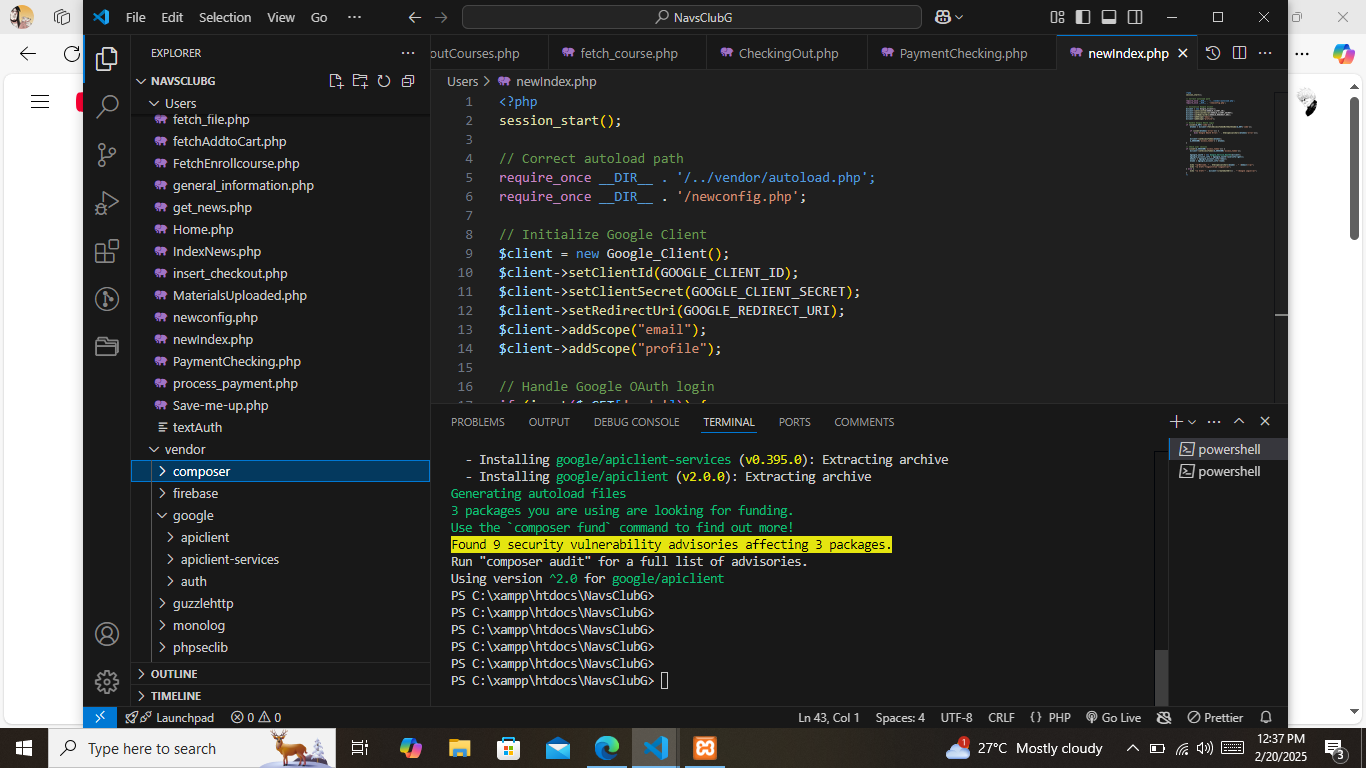 File Edit Selection View Go ··· NavsClubG
EXPLORER ···
NAVSCLUBG
Users
fetch_file.php
fetchAddtoCart.php
FetchEnrollcourse.php
general_information.php
get_news.php
Home.php
IndexNews.php
insert_checkout.php
MaterialsUploaded.php
newconfig.php
newIndex.php
PaymentChecking.php
process_payment.php
Save-me-up.php
textAuth
vendor
composer
firebase
google
apiclient
apiclient-services
auth
guzzlehttp
monolog
phpseclib
OUTLINE
TIMELINE
outCourses.php fetch_course.php CheckingOut.php PaymentChecking.php newIndex.php
Users > newIndex.php
1 <?php
2 session_start();
3
4 // Correct autoload path
5 require_once __DIR__ . '/../vendor/autoload.php';
6 require_once __DIR__ . '/newconfig.php';
7
8 // Initialize Google Client
9 $client = new Google_Client();
10 $client->setClientId(GOOGLE_CLIENT_ID);
11 $client->setClientSecret(GOOGLE_CLIENT_SECRET);
12 $client->setRedirectUri(GOOGLE_REDIRECT_URI);
13 $client->addScope("email");
14 $client->addScope("profile");
15
16 // Handle Google OAuth login
PROBLEMS OUTPUT DEBUG CONSOLE TERMINAL PORTS COMMENTS
- Installing google/apiclient-services (v0.395.0): Extracting archive
- Installing google/apiclient (v2.0.0): Extracting archive
Generating autoload files
3 packages you are using are looking for funding.
Use the `composer fund` command to find out more!
Found 9 security vulnerability advisories affecting 3 packages.
Run "composer audit" for a full list of advisories.
Using version ^2.0 for google/apiclient
PS C:\xampp\htdocs\NavsClubG>
PS C:\xampp\htdocs\NavsClubG>
PS C:\xampp\htdocs\NavsClubG>
PS C:\xampp\htdocs\NavsClubG>
PS C:\xampp\htdocs\NavsClubG>
PS C:\xampp\htdocs\NavsClubG>
powershell
powershell
Launchpad 0 0 Ln 43, Col 1 Spaces: 4 UTF-8 CRLF {} PHP Go Live Prettier
Type here to search 27°C Mostly cloudy 12:37 PM
2/20/2025
1
3